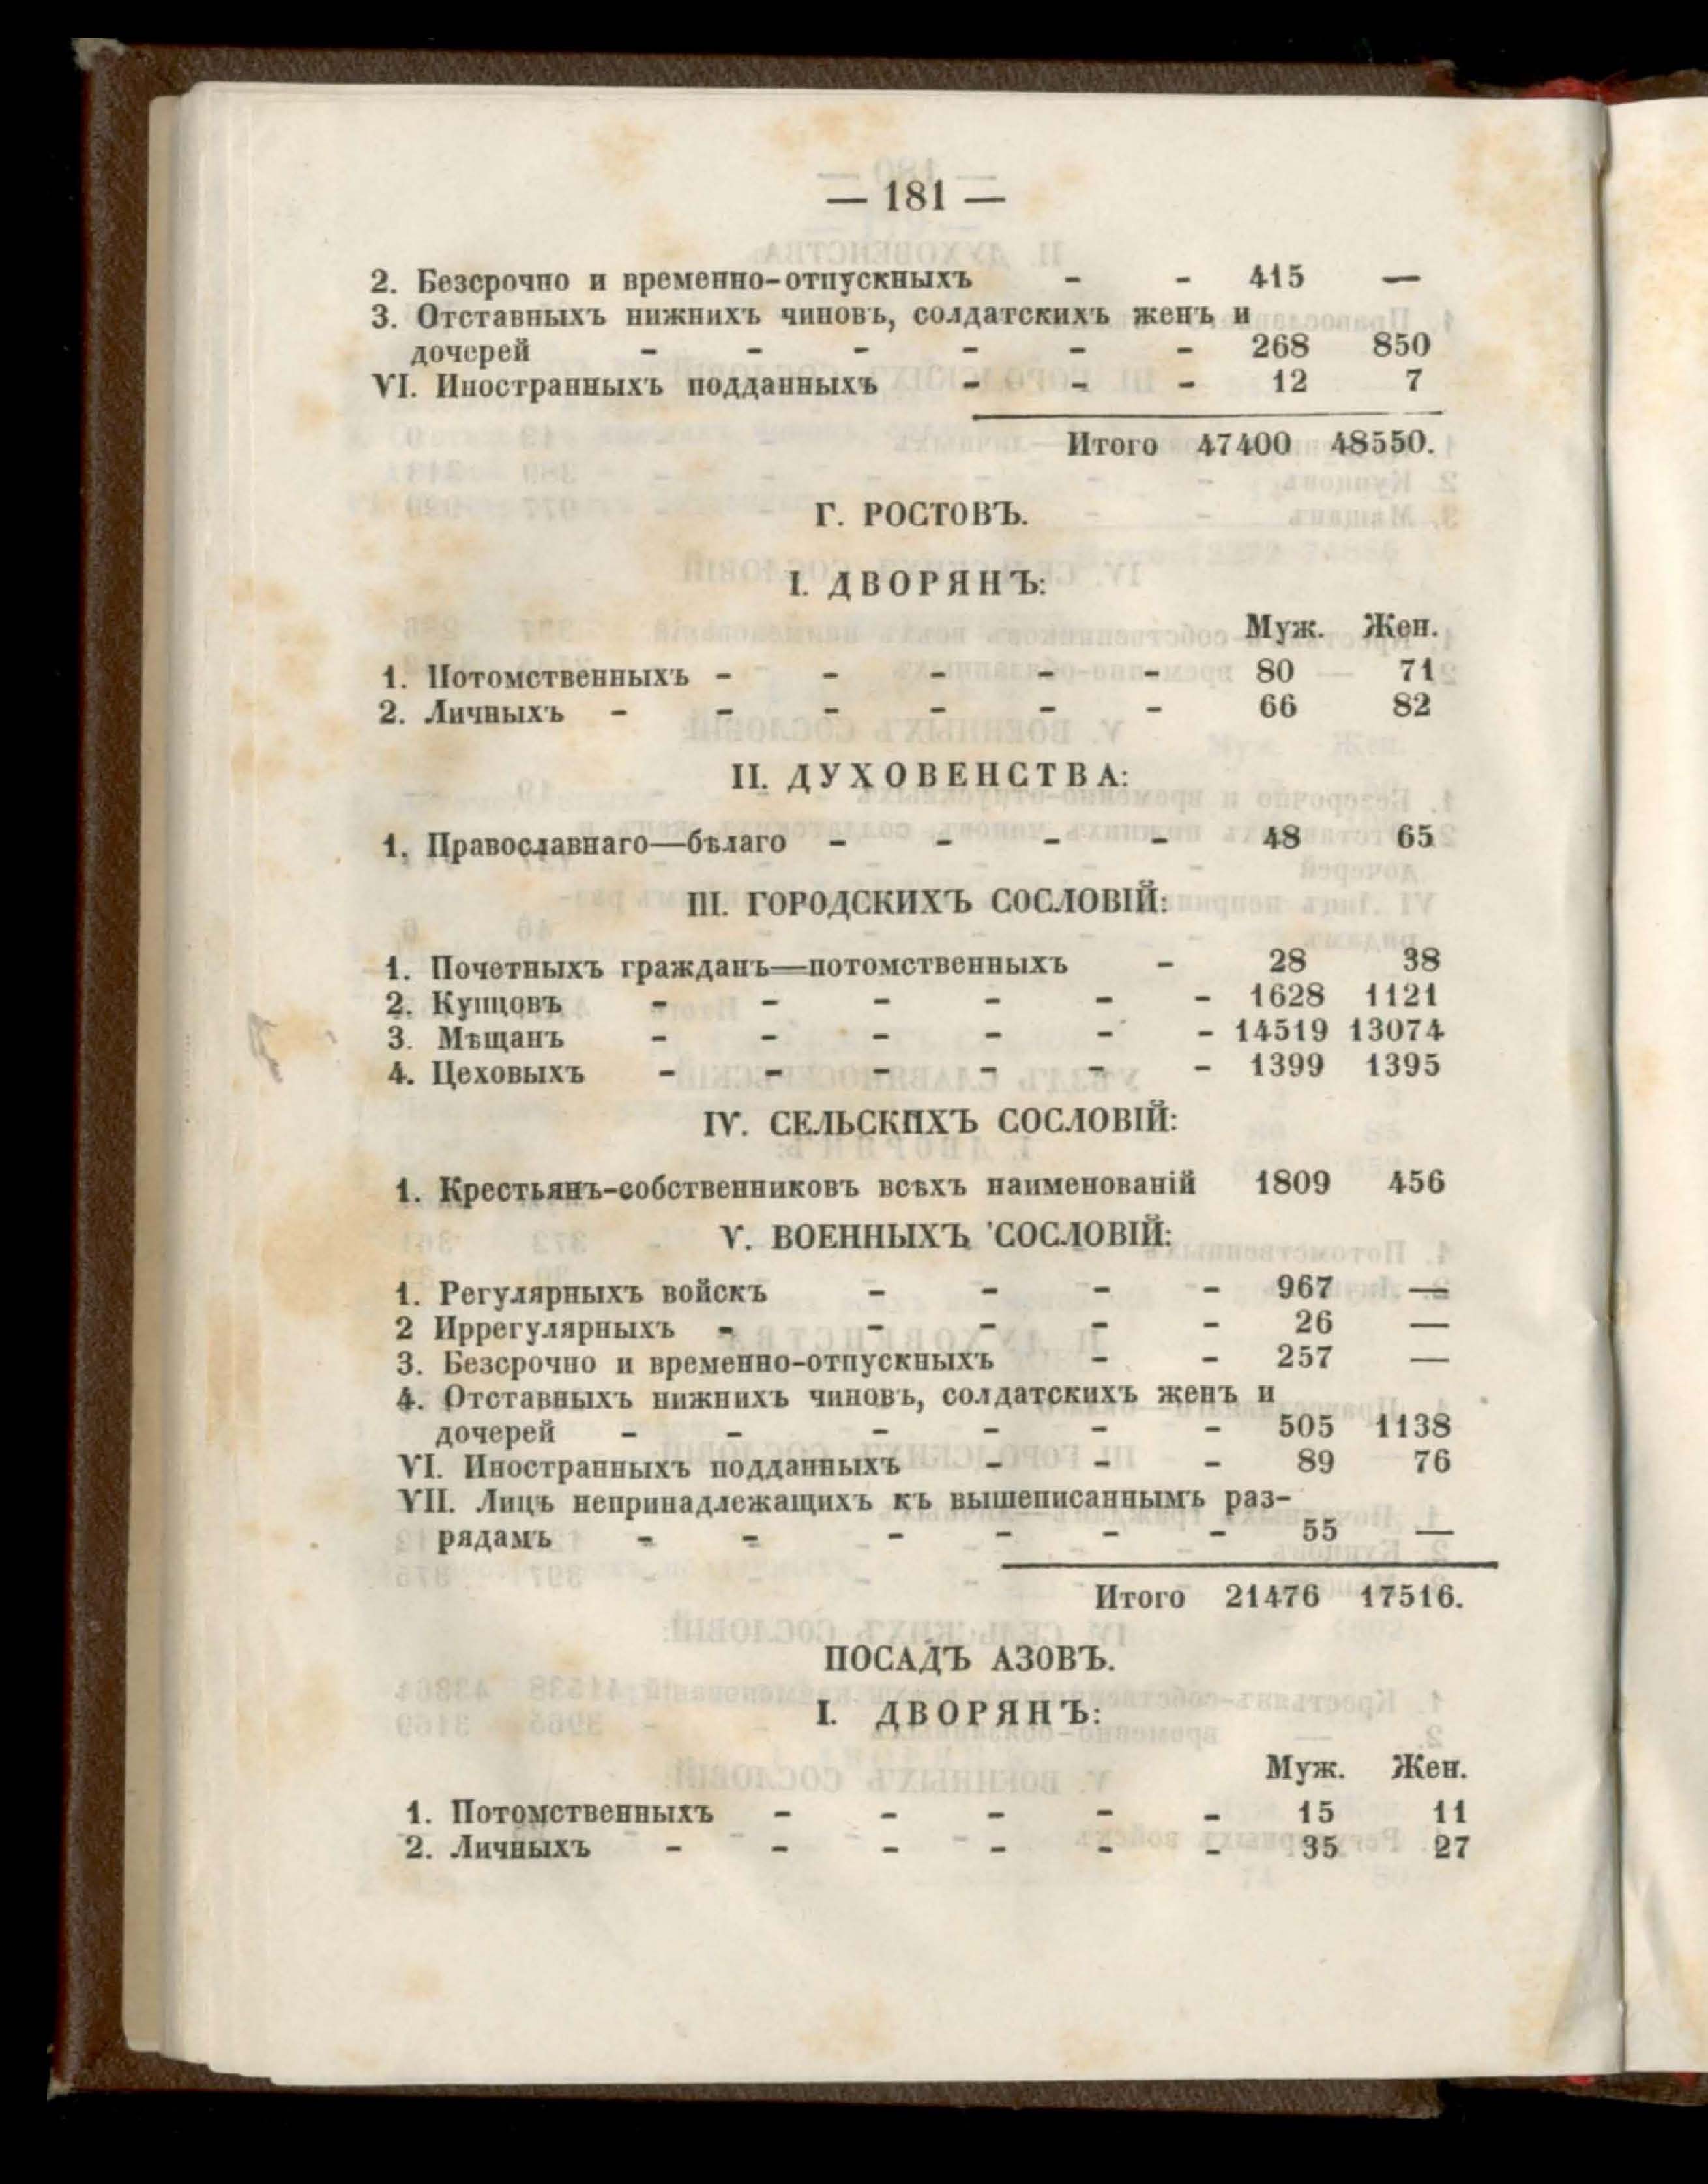 — 181 —
2. Безсрочно и временно-отпускныхъ - - 415 —
3. Отставныхъ нижнихъ чиновъ, солдатскихъ женъ и
дочерей - - - - - - 268 850
VI. Иностранныхъ подданныхъ - - - 12 7
Итого 47400 48550.
Г. РОСТОВЪ.
I. ДВОРЯНЪ:
Муж. Жен.
1. Потомственныхъ - - - - - 80 71
2. Личныхъ - - - - - - 66 82
II. ДУХОВЕНСТВА:
1. Православнаго—бѣлаго - - - - 48 65
III. ГОРОДСКИХЪ СОСЛОВІЙ:
1. Почетныхъ гражданъ—потомственныхъ - 28 38
2. Купцовъ - - - - - - 1628 1121
3. Мѣщанъ - - - - - - 14519 13074
4. Цеховыхъ - - - - - - 1399 1395
IV. СЕЛЬСКИХЪ СОСЛОВІЙ:
1. Крестьянъ-собственниковъ всѣхъ наименованій 1809 456
V. ВОЕННЫХЪ СОСЛОВІЙ:
1. Регулярныхъ войскъ - - - - 967 —
2 Иррегулярныхъ - - - - - 26 —
3. Безсрочно и временно-отпускныхъ - - 257 —
4. Отставныхъ нижнихъ чиновъ, солдатскихъ женъ и
дочерей - - - - - - 505 1138
VI. Иностранныхъ подданныхъ - - - 89 76
VII. Лицъ непринадлежащихъ къ вышеписаннымъ раз-
рядамъ - - - - - - 55 —
Итого 21476 17516.
ПОСАДЪ АЗОВЪ.
I. ДВОРЯНЪ:
Муж. Жен.
1. Потомственныхъ - - - - - 15 11
2. Личныхъ - - - - - - 35 27